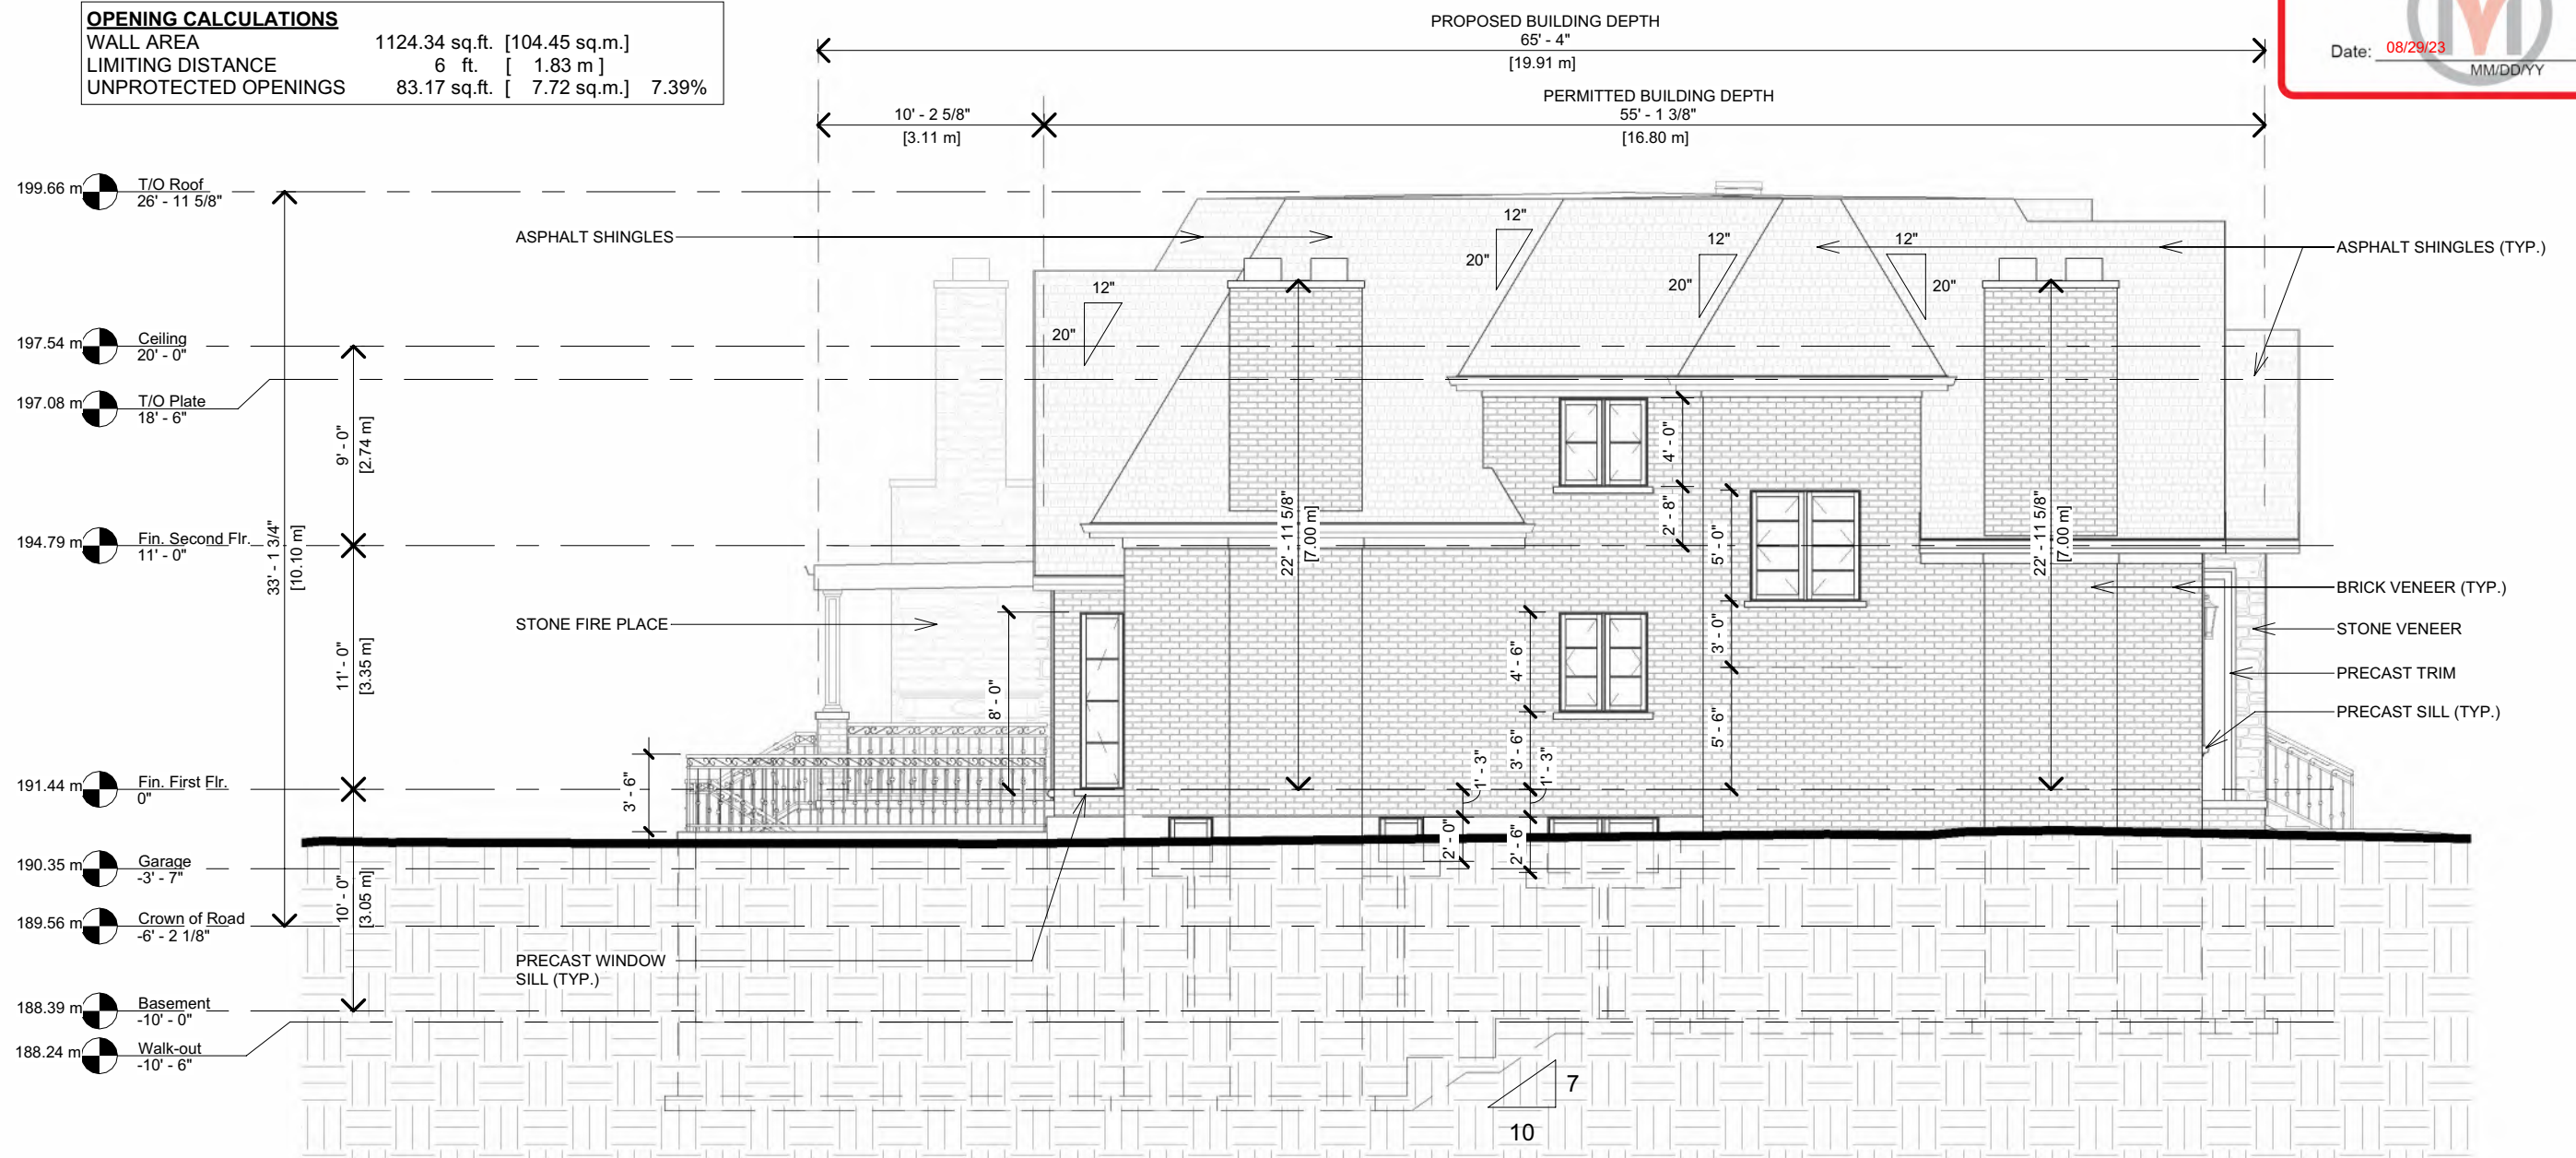 OPENING CALCULATIONS
WALL AREA 1124.34 sq.ft. [104.45 sq.m.]
LIMITING DISTANCE 6 ft. [ 1.83 m ]
UNPROTECTED OPENINGS 83.17 sq.ft. [ 7.72 sq.m.] 7.39%
PROPOSED BUILDING DEPTH
65' - 4"
[19.91 m]
Date: 08/29/23
MM/DD/YY
PERMITTED BUILDING DEPTH
10' - 2 5/8"
[3.11 m]
55' - 1 3/8"
[16.80 m]
199.66 m
T/O Roof
26' - 11 5/8"
197.54 m
Ceiling
20' - 0"
197.08 m
T/O Plate
18' - 6"
194.79 m
Fin. Second Flr.
11' - 0"
191.44 m
Fin. First Flr.
0"
190.35 m
Garage
-3' - 7"
189.56 m
Crown of Road
-6' - 2 1/8"
188.39 m
Basement
-10' - 0"
188.24 m
Walk-out
-10' - 6"
33' - 1 3/4"
[10.10 m]
9' - 0"
[2.74 m]
11' - 0"
[3.35 m]
10' - 0"
[3.05 m]
ASPHALT SHINGLES
STONE FIRE PLACE
PRECAST WINDOW
SILL (TYP.)
3' - 6"
8' - 0"
12"
20"
12"
20"
12"
20"
12"
20"
22' - 11 5/8"
[7.00 m]
4' - 0"
2' - 8"
5' - 0"
3' - 0"
5' - 6"
4' - 6"
3' - 6"
1' - 3"
1' - 3"
2' - 0"
2' - 6"
22' - 11 5/8"
[7.00 m]
ASPHALT SHINGLES (TYP.)
BRICK VENEER (TYP.)
STONE VENEER
PRECAST TRIM
PRECAST SILL (TYP.)
7
10